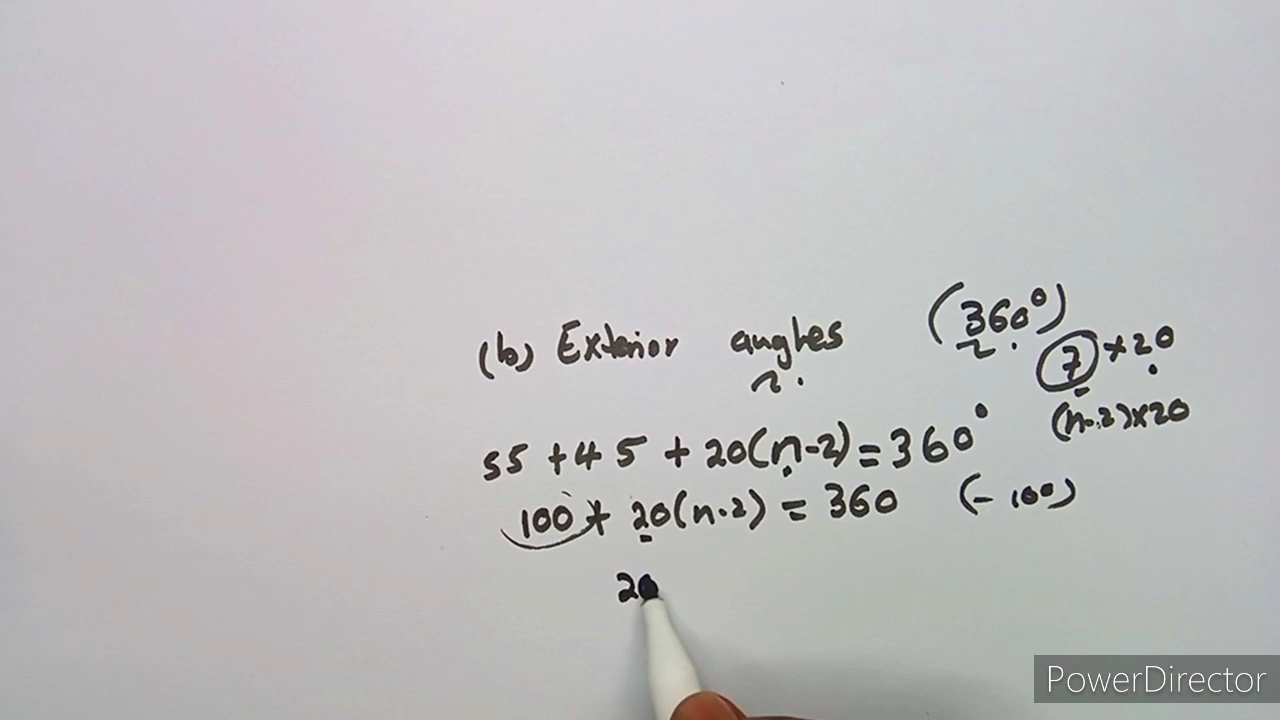 (b) Exterior angles (360°)
7 × 20
(n-2)×20
55 + 45 + 20(n-2) = 360°
100 + 20(n-2) = 360 (- 100)
20
PowerDirector